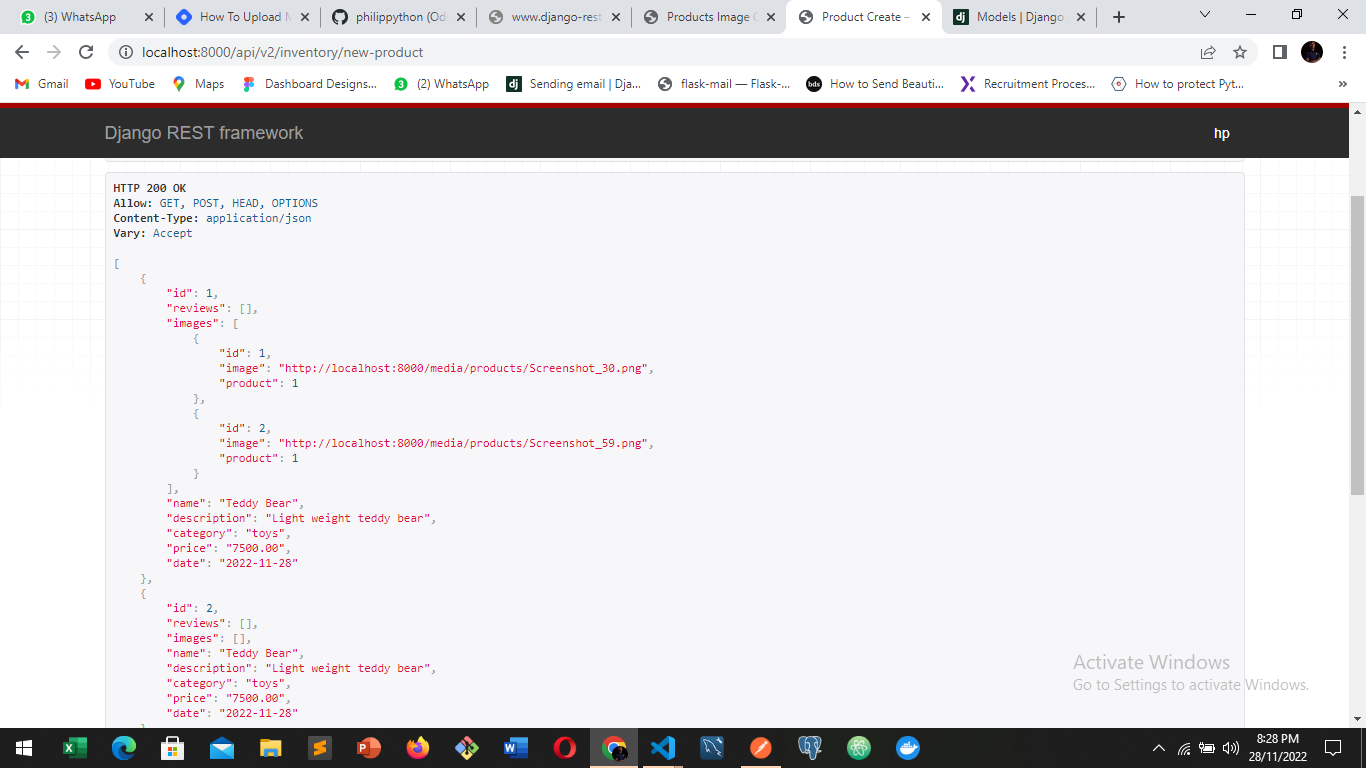 (3) WhatsApp
How To Upload M
philippython (Od
www.django-rest
Products Image
Product Create –
Models | Django
localhost:8000/api/v2/inventory/new-product
Gmail
YouTube
Maps
Dashboard Designs...
(2) WhatsApp
Sending email | Dja...
flask-mail — Flask-...
How to Send Beauti...
Recruitment Proces...
How to protect Pyt...
»
Django REST framework
hp
HTTP 200 OK
Allow: GET, POST, HEAD, OPTIONS
Content-Type: application/json
Vary: Accept
[
{
"id": 1,
"reviews": [],
"images": [
{
"id": 1,
"image": "http://localhost:8000/media/products/Screenshot_30.png",
"product": 1
},
{
"id": 2,
"image": "http://localhost:8000/media/products/Screenshot_59.png",
"product": 1
}
],
"name": "Teddy Bear",
"description": "Light weight teddy bear",
"category": "toys",
"price": "7500.00",
"date": "2022-11-28"
},
{
"id": 2,
"reviews": [],
"images": [],
"name": "Teddy Bear",
"description": "Light weight teddy bear",
"category": "toys",
"price": "7500.00",
"date": "2022-11-28"
Activate Windows
Go to Settings to activate Windows.
8:28 PM
28/11/2022